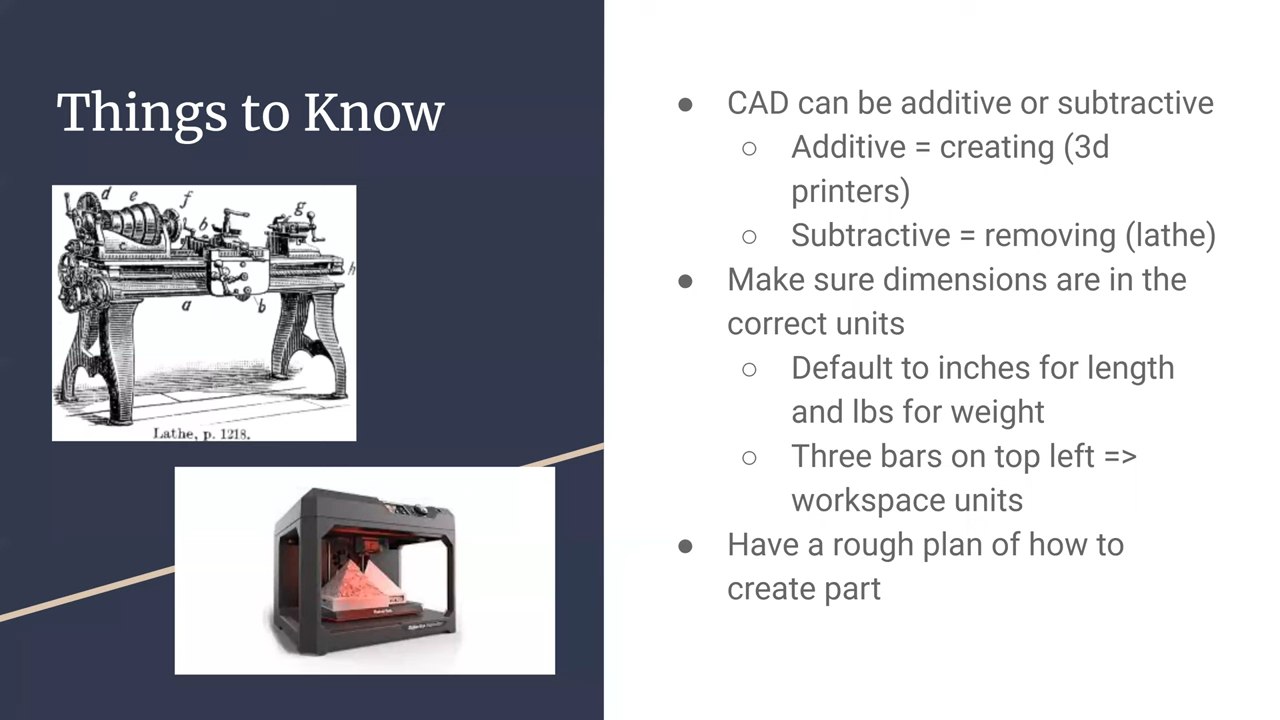 Things to Know
d
e
f
b
g
h
a
b
Lathe, p. 1218.
● CAD can be additive or subtractive
○ Additive = creating (3d
printers)
○ Subtractive = removing (lathe)
● Make sure dimensions are in the
correct units
○ Default to inches for length
and lbs for weight
○ Three bars on top left =>
workspace units
● Have a rough plan of how to
create part